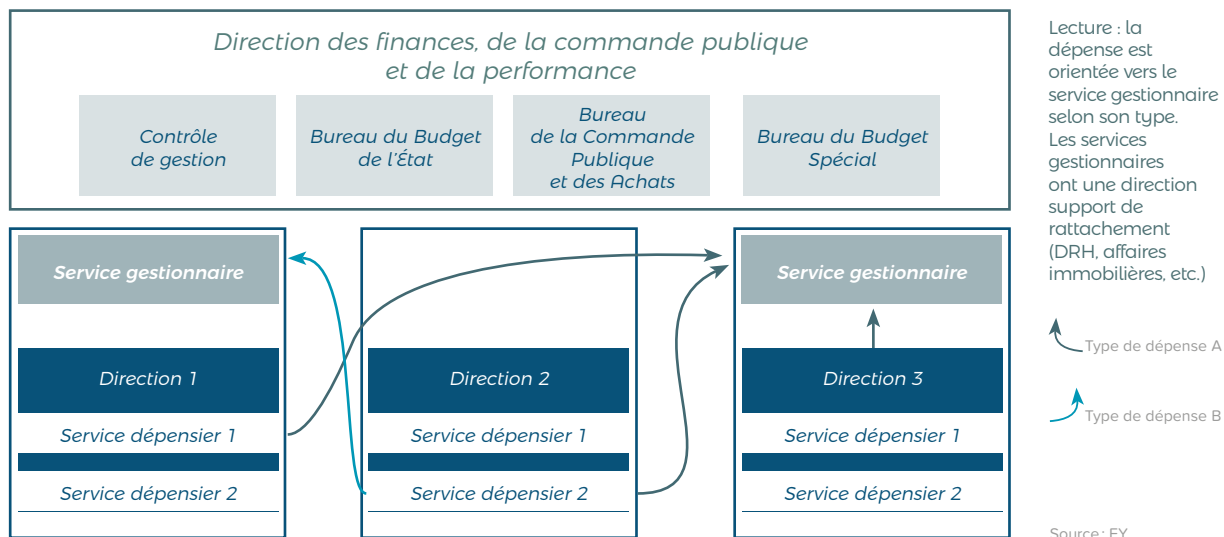 Direction des finances, de la commande publique
et de la performance
Contrôle
de gestion
Bureau du Budget
de l'État
Bureau
de la Commande
Publique
et des Achats
Bureau du Budget
Spécial
Lecture : la
dépense est
orientée vers le
service gestionnaire
selon son type.
Les services
gestionnaires
ont une direction
support de
rattachement
(DRH, affaires
immobilières, etc.)
Service gestionnaire
Direction 1
Service dépensier 1
Service dépensier 2
Direction 2
Service dépensier 1
Service dépensier 2
Service gestionnaire
Direction 3
Service dépensier 1
Service dépensier 2
Type de dépense A
Type de dépense B
Source : EY